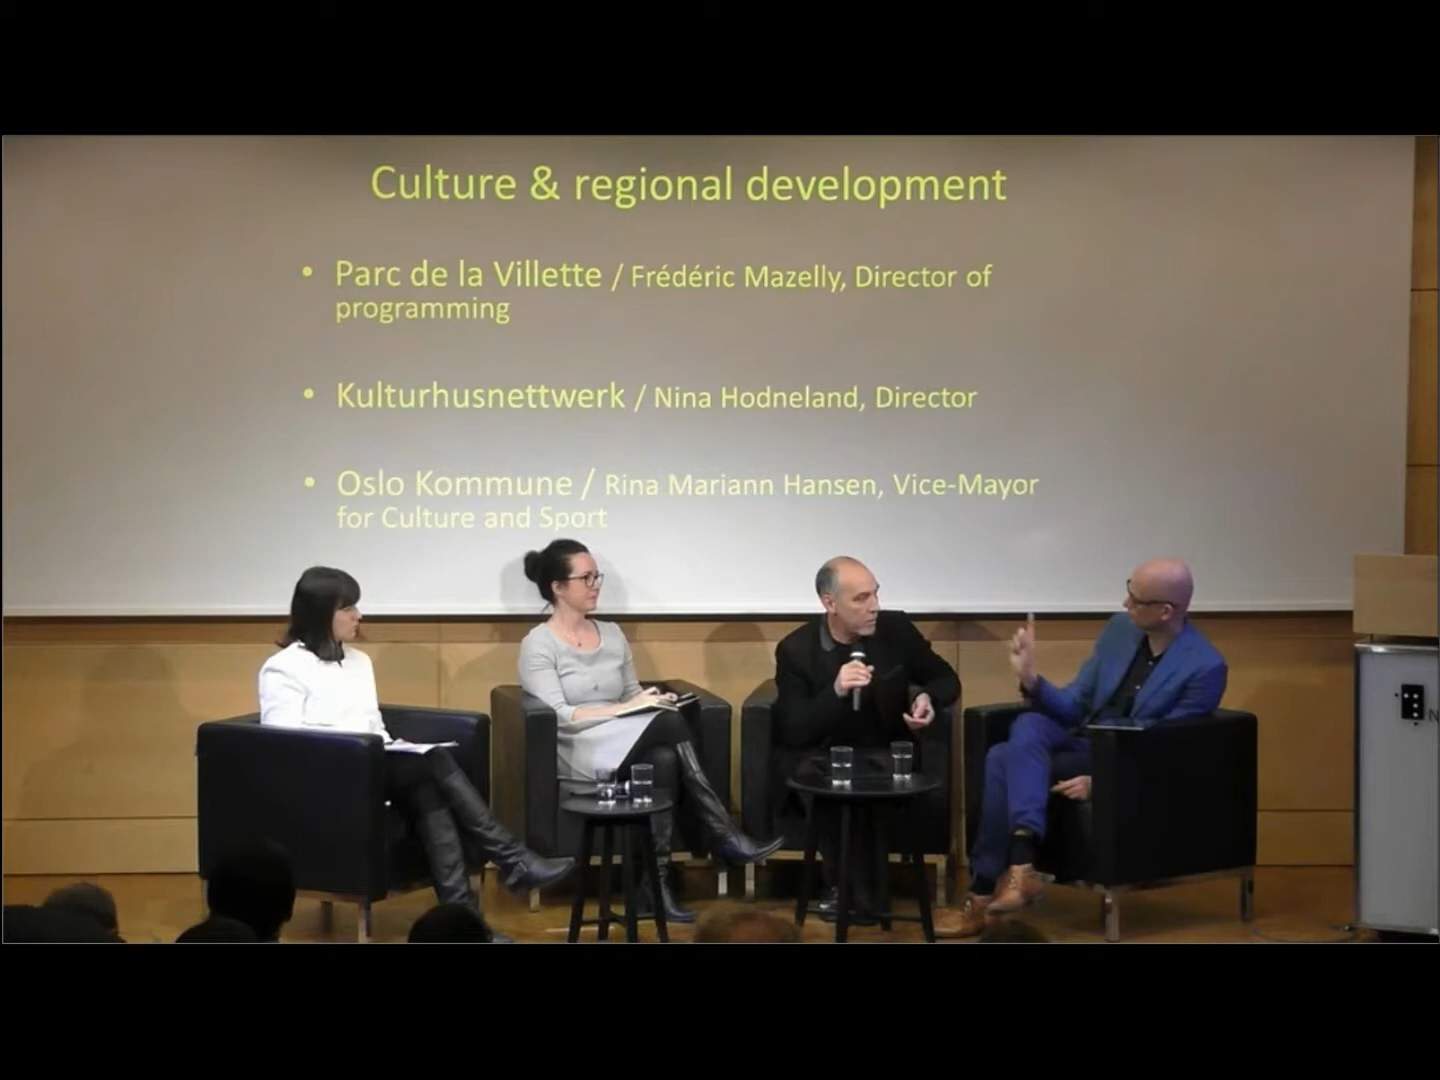 Culture & regional development
• Parc de la Villette / Frédéric Mazelly, Director of
programming
• Kulturhusnettwerk / Nina Hodneland, Director
• Oslo Kommune / Rina Mariann Hansen, Vice-Mayor
for Culture and Sport
N